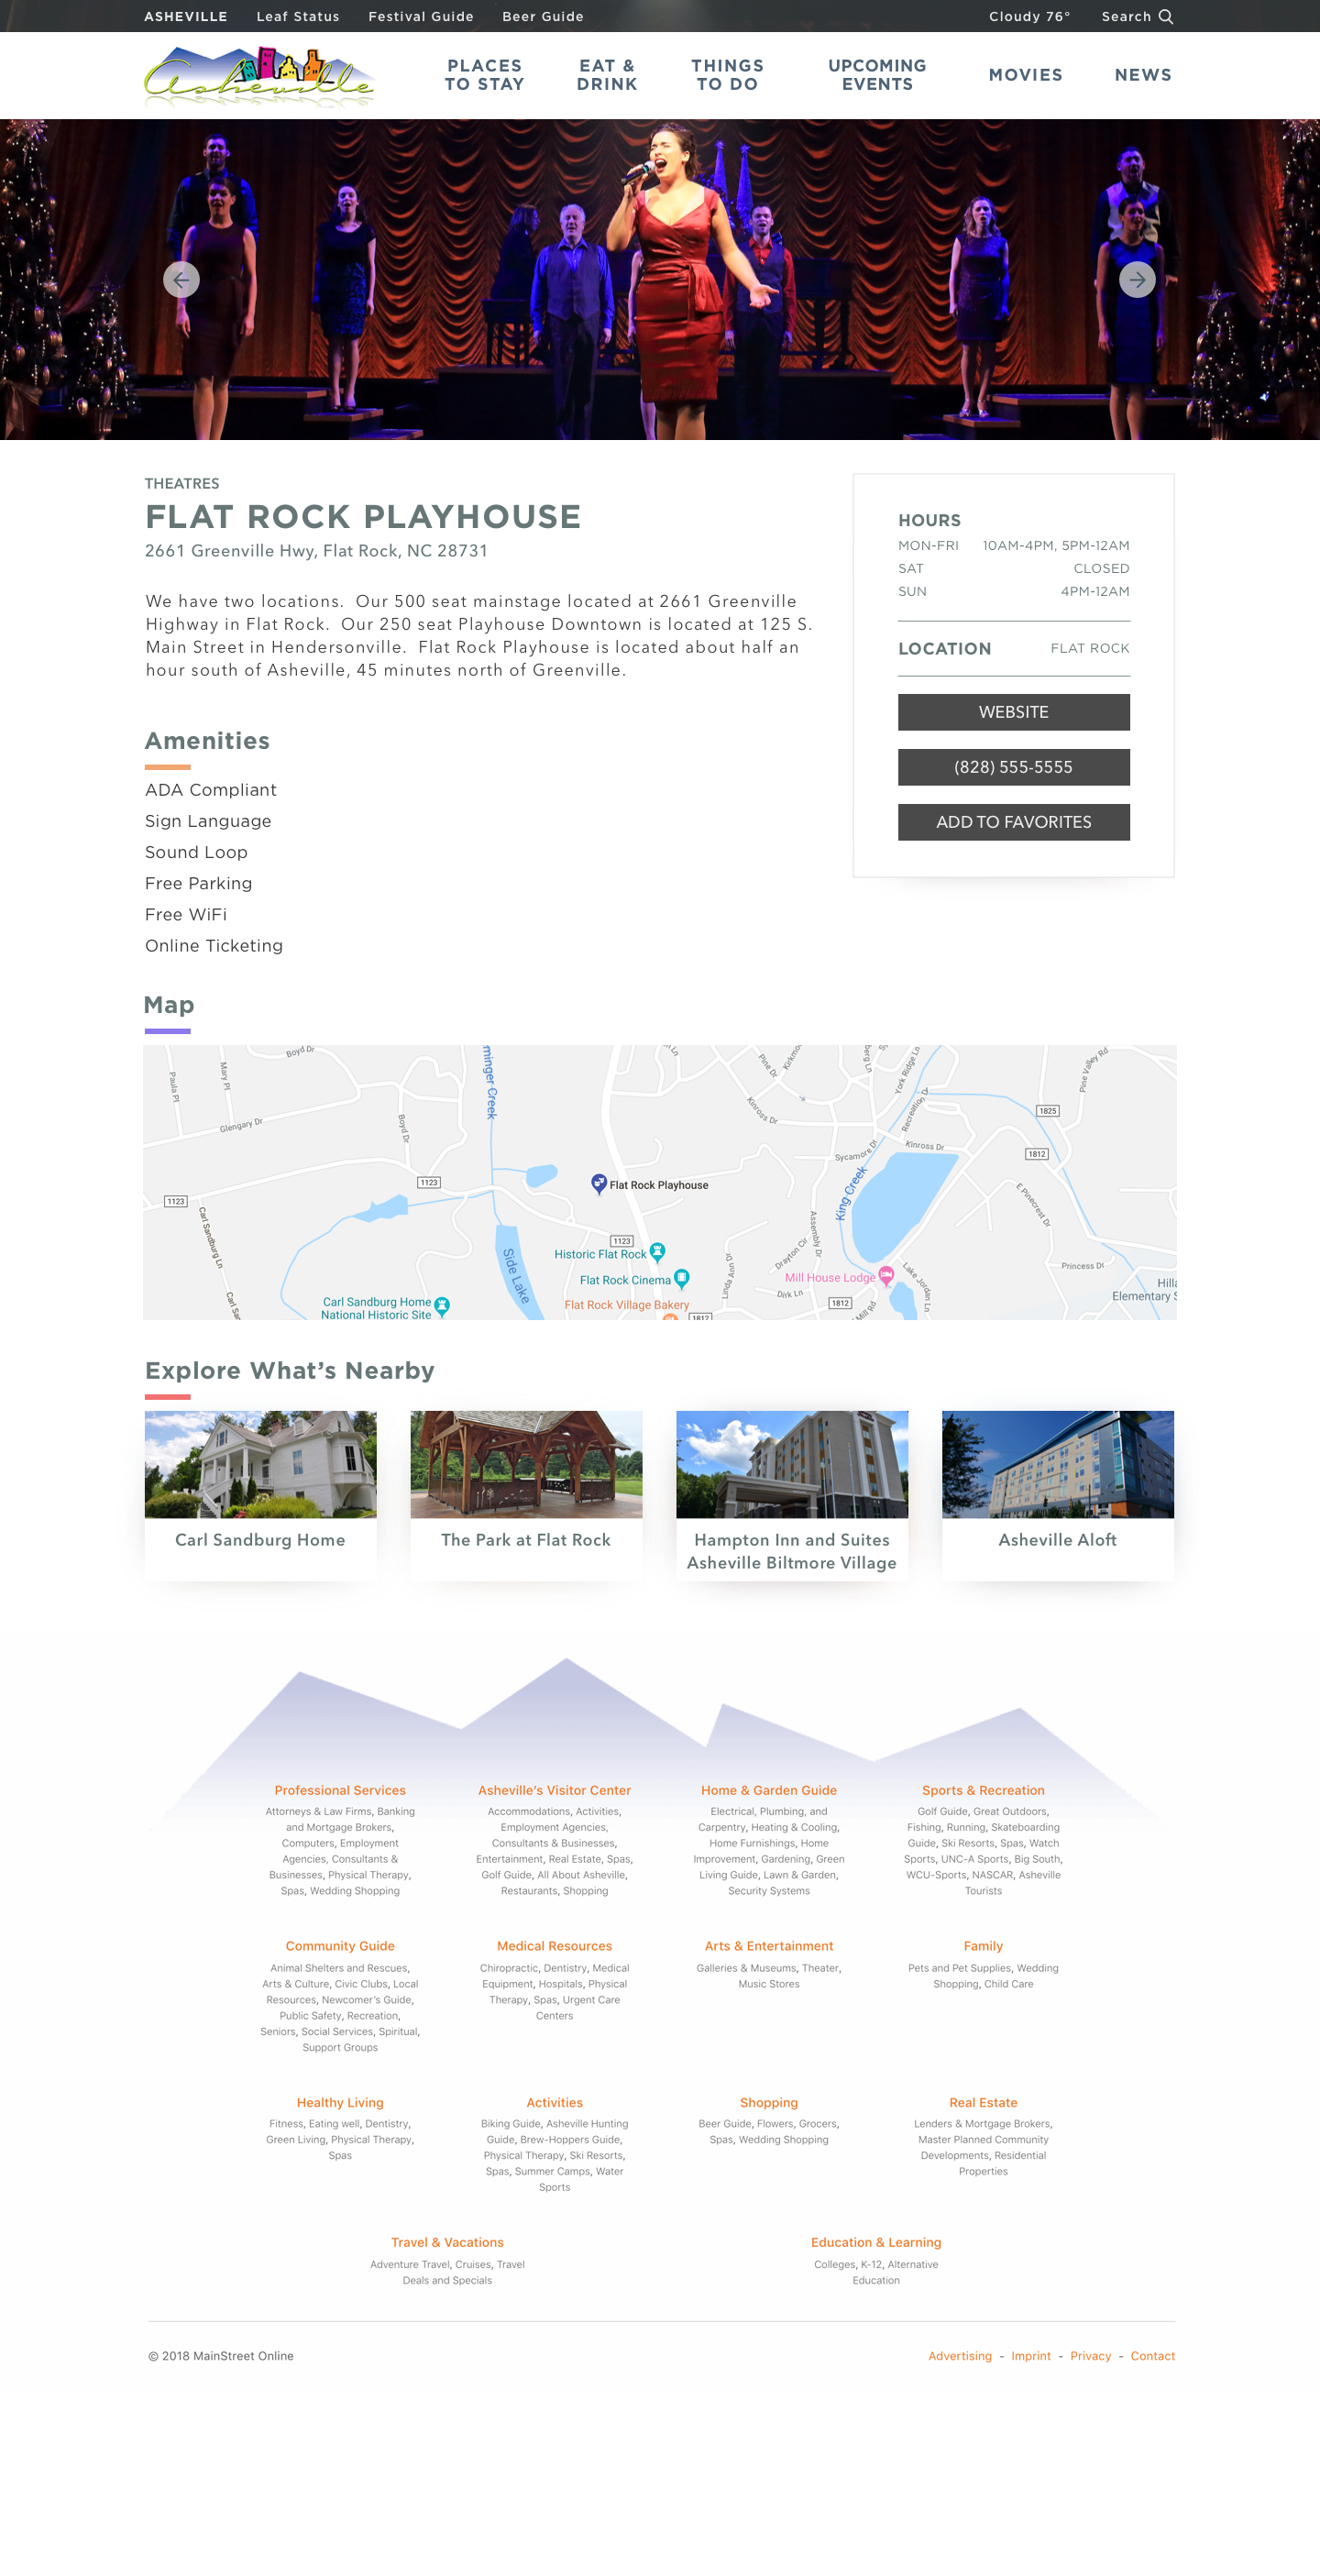 ASHEVILLE Leaf Status Festival Guide Beer Guide Cloudy 76° Search
Asheville
PLACES TO STAY
EAT & DRINK
THINGS TO DO
UPCOMING EVENTS
MOVIES
NEWS
THEATRES
FLAT ROCK PLAYHOUSE
2661 Greenville Hwy, Flat Rock, NC 28731
We have two locations. Our 500 seat mainstage located at 2661 Greenville
Highway in Flat Rock. Our 250 seat Playhouse Downtown is located at 125 S.
Main Street in Hendersonville. Flat Rock Playhouse is located about half an
hour south of Asheville, 45 minutes north of Greenville.
HOURS
MON-FRI 10AM-4PM, 5PM-12AM
SAT CLOSED
SUN 4PM-12AM
LOCATION FLAT ROCK
WEBSITE
(828) 555-5555
ADD TO FAVORITES
Amenities
ADA Compliant
Sign Language
Sound Loop
Free Parking
Free WiFi
Online Ticketing
Map
Boyd Dr
Paula Pl
Mary Pl
Glengary Dr
Boyd Dr
minger Creek
Pine Dr
Kinross Dr
York Ridge Ln
Recreation D
Pine Valley Rd
1825
Sycamore Dr
Kinross Dr
1812
King Creek
E Pinecrest Dr
1123
1123
Carl Sandburg Ln
Flat Rock Playhouse
1123
Historic Flat Rock
Flat Rock Cinema
Flat Rock Village Bakery
1812
Side Lake
Carl Sandburg Home
National Historic Site
Linda Ann Dr
Drayton Cir
Assembly Dr
Mill House Lodge
Dirk Ln
1812
Mill Rd
Lake Jordan Ln
Princess Dr
Hilla
Elementary S
Explore What's Nearby
Carl Sandburg Home
The Park at Flat Rock
Hampton Inn and Suites
Asheville Biltmore Village
Asheville Aloft
Professional Services
Attorneys & Law Firms, Banking
and Mortgage Brokers,
Computers, Employment
Agencies, Consultants &
Businesses, Physical Therapy,
Spas, Wedding Shopping
Asheville's Visitor Center
Accommodations, Activities,
Employment Agencies,
Consultants & Businesses,
Entertainment, Real Estate, Spas,
Golf Guide, All About Asheville,
Restaurants, Shopping
Home & Garden Guide
Electrical, Plumbing, and
Carpentry, Heating & Cooling,
Home Furnishings, Home
Improvement, Gardening, Green
Living Guide, Lawn & Garden,
Security Systems
Sports & Recreation
Golf Guide, Great Outdoors,
Fishing, Running, Skateboarding
Guide, Ski Resorts, Spas, Watch
Sports, UNC-A Sports, Big South,
WCU-Sports, NASCAR, Asheville
Tourists
Community Guide
Animal Shelters and Rescues,
Arts & Culture, Civic Clubs, Local
Resources, Newcomer's Guide,
Public Safety, Recreation,
Seniors, Social Services, Spiritual,
Support Groups
Medical Resources
Chiropractic, Dentistry, Medical
Equipment, Hospitals, Physical
Therapy, Spas, Urgent Care
Centers
Arts & Entertainment
Galleries & Museums, Theater,
Music Stores
Family
Pets and Pet Supplies, Wedding
Shopping, Child Care
Healthy Living
Fitness, Eating well, Dentistry,
Green Living, Physical Therapy,
Spas
Activities
Biking Guide, Asheville Hunting
Guide, Brew-Hoppers Guide,
Physical Therapy, Ski Resorts,
Spas, Summer Camps, Water
Sports
Shopping
Beer Guide, Flowers, Grocers,
Spas, Wedding Shopping
Real Estate
Lenders & Mortgage Brokers,
Master Planned Community
Developments, Residential
Properties
Travel & Vacations
Adventure Travel, Cruises, Travel
Deals and Specials
Education & Learning
Colleges, K-12, Alternative
Education
© 2018 MainStreet Online
Advertising - Imprint - Privacy - Contact